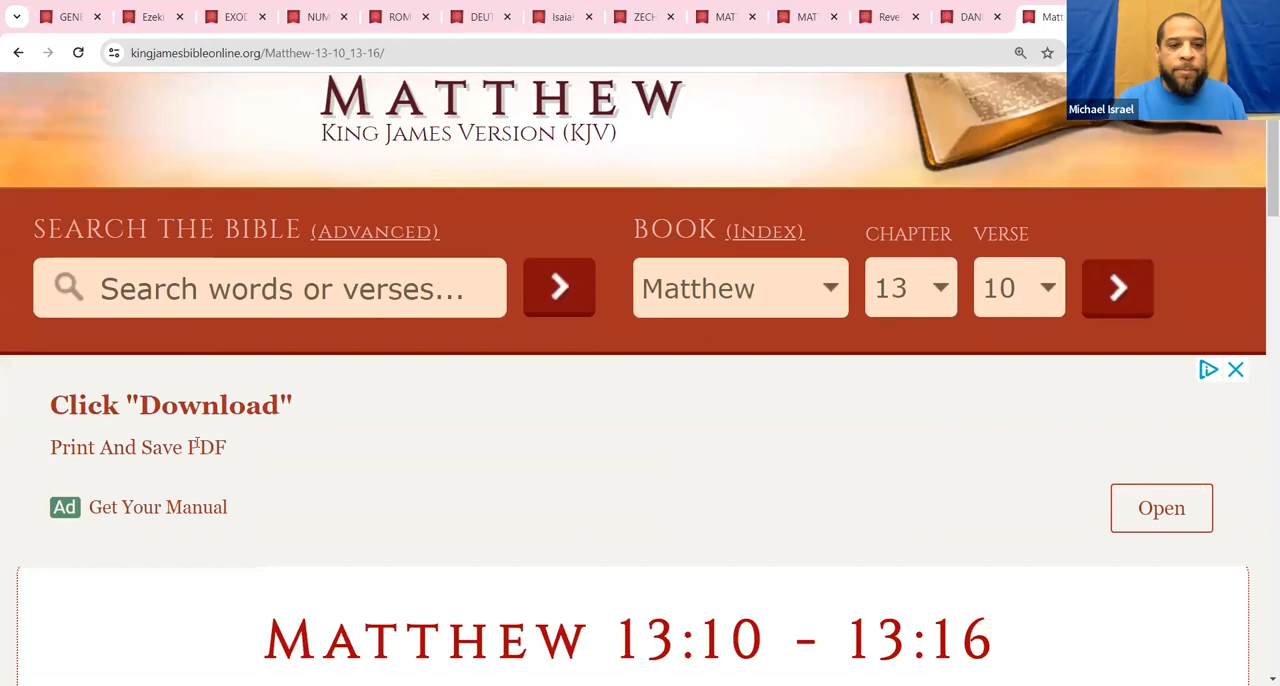 GENE
Ezeki
EXOD
NUM
ROM
DEUT
Isaia
ZECH
MAT
MAT
Reve
DAN
Matt
kingjamesbibleonline.org/Matthew-13-10_13-16/
Michael Israel
MATTHEW
KING JAMES VERSION (KJV)
SEARCH THE BIBLE (ADVANCED)
BOOK (INDEX)
CHAPTER
VERSE
Search words or verses...
Matthew
13
10
Click "Download"
Print And Save PDF
Ad Get Your Manual
Open
MATTHEW 13:10 - 13:16